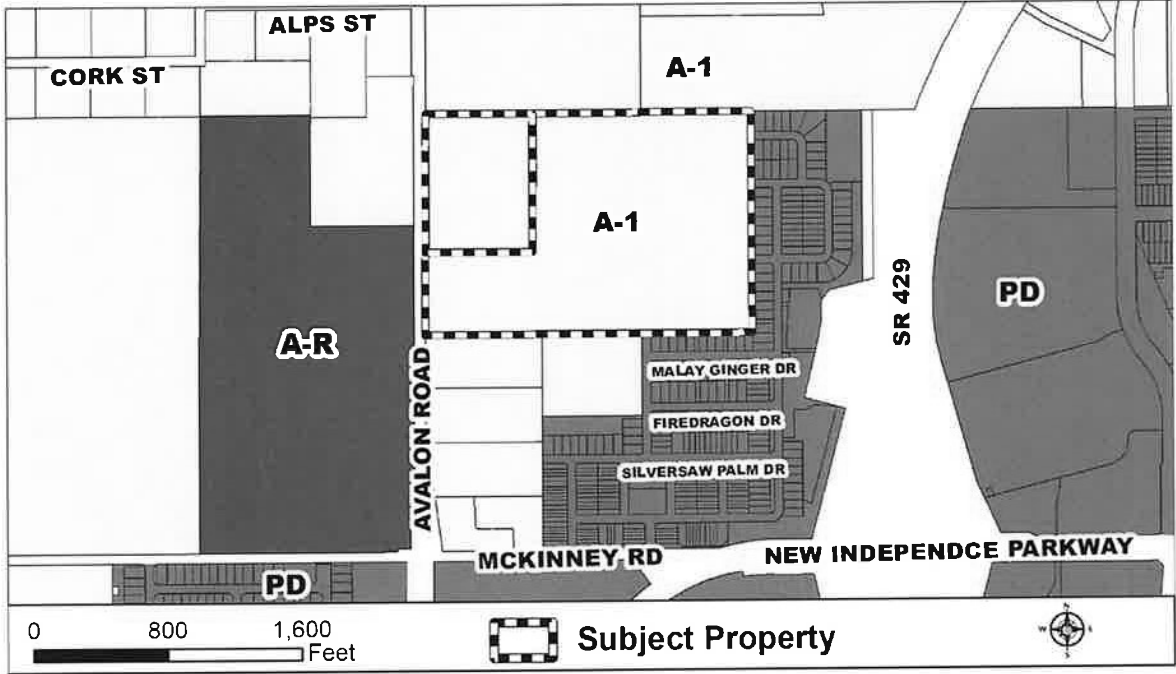 ALPS ST
CORK ST
A-1
A-1
SR 429
PD
A-R
AVALON ROAD
MALAY GINGER DR
FIREDRAGON DR
SILVERSAW PALM DR
MCKINNEY RD
NEW INDEPENDCE PARKWAY
PD
0 800 1,600
Feet
Subject Property
N
W E
S